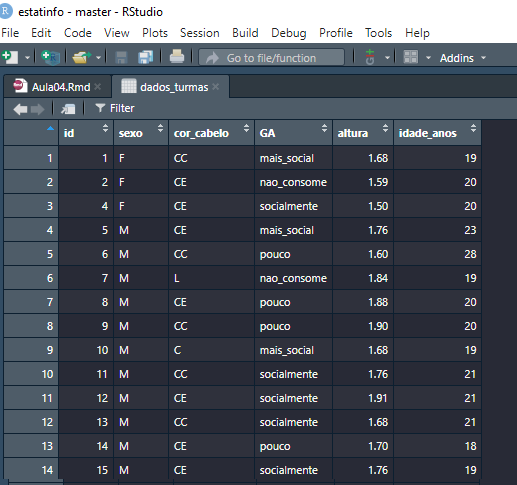 R estatinfo - master - RStudio
File Edit Code View Plots Session Build Debug Profile Tools Help
Go to file/function Addins
Aula04.Rmd dados_turmas
Filter
id sexo cor_cabelo GA altura idade_anos
1 1 F CC mais_social 1.68 19
2 2 F CE nao_consome 1.59 20
3 4 F CE socialmente 1.50 20
4 5 M CE mais_social 1.76 23
5 6 M CC pouco 1.60 28
6 7 M L nao_consome 1.84 19
7 8 M CE pouco 1.88 20
8 9 M CC pouco 1.90 20
9 10 M C mais_social 1.68 19
10 11 M CC socialmente 1.76 21
11 12 M CE socialmente 1.91 21
12 13 M CC socialmente 1.68 21
13 14 M CE pouco 1.70 18
14 15 M CE socialmente 1.76 19